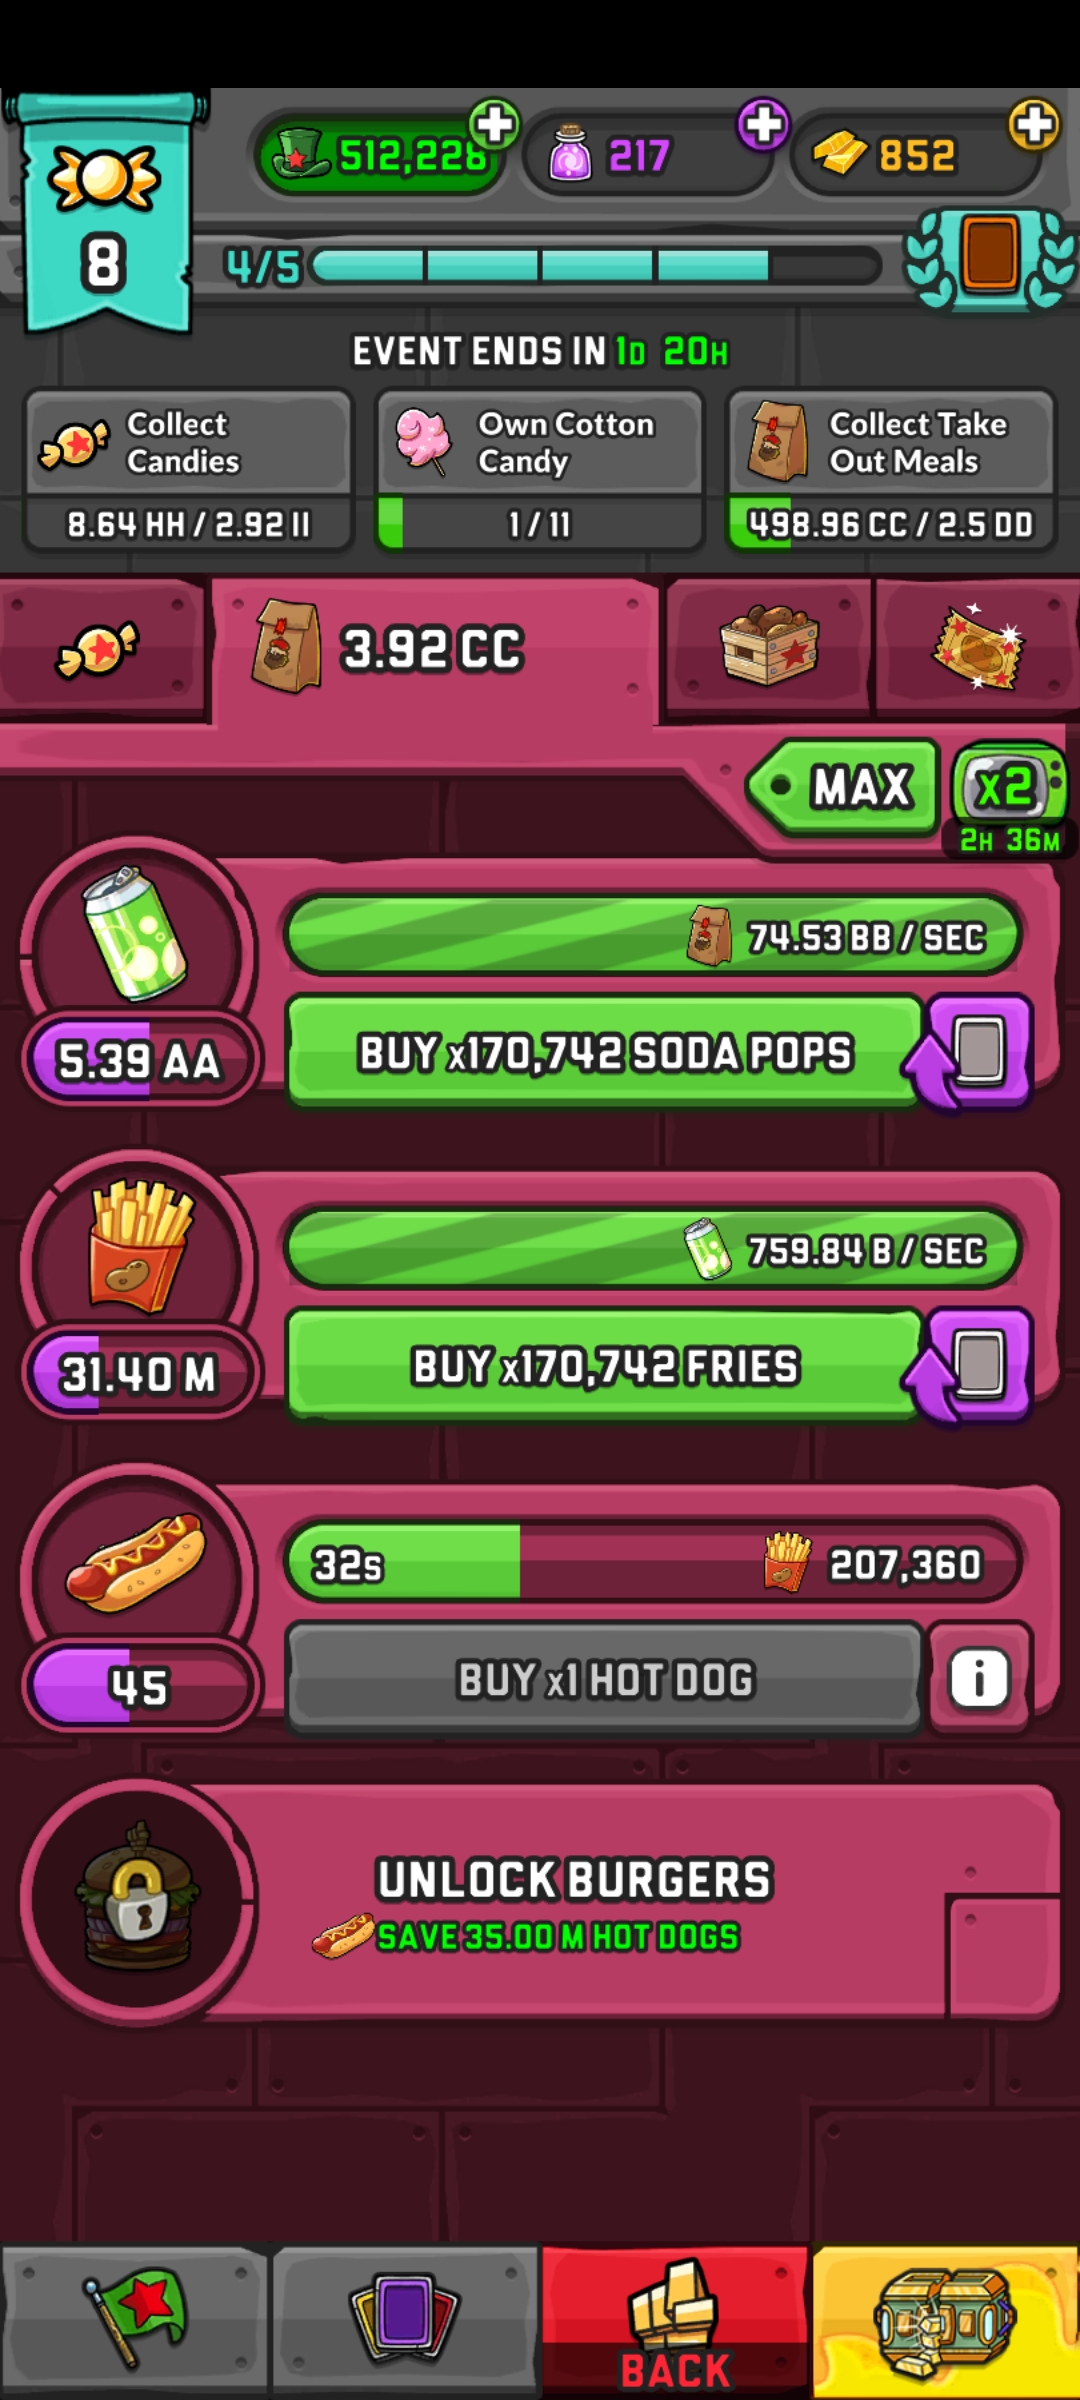 512,228
217
852
8
4/5
EVENT ENDS IN 1D 20H
Collect
Candies
8.64 HH / 2.92 II
Own Cotton
Candy
1 / 11
Collect Take
Out Meals
498.96 CC / 2.5 DD
3.92 CC
MAX
x2
2H 36M
74.53 BB / SEC
5.39 AA
BUY x170,742 SODA POPS
759.84 B / SEC
31.40 M
BUY x170,742 FRIES
32s
207,360
45
BUY x1 HOT DOG
i
UNLOCK BURGERS
SAVE 35.00 M HOT DOGS
BACK